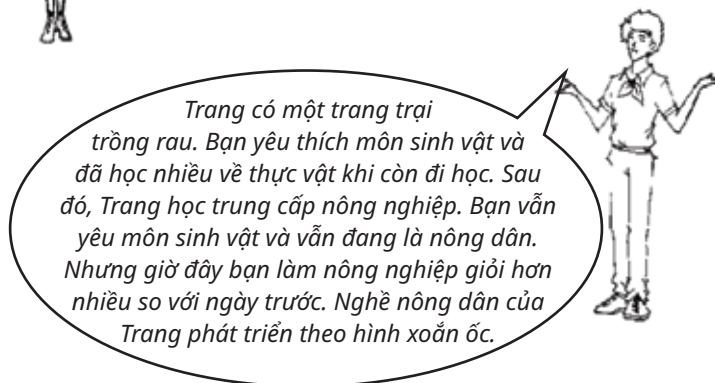 Trang có một trang trại
trồng rau. Bạn yêu thích môn sinh vật và
đã học nhiều về thực vật khi còn đi học. Sau
đó, Trang học trung cấp nông nghiệp. Bạn vẫn
yêu môn sinh vật và vẫn đang là nông dân.
Nhưng giờ đây bạn làm nông nghiệp giỏi hơn
nhiều so với ngày trước. Nghề nông dân của
Trang phát triển theo hình xoắn ốc.